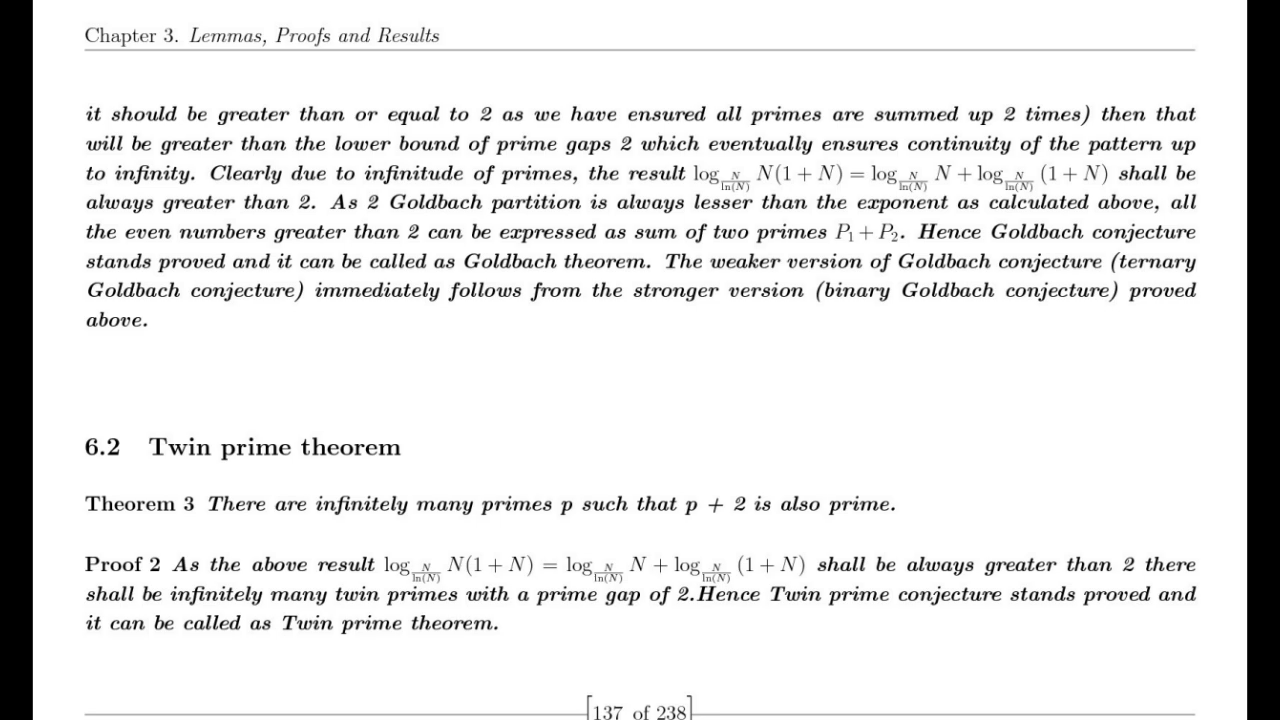 Chapter 3. Lemmas, Proofs and Results
it should be greater than or equal to 2 as we have ensured all primes are summed up 2 times) then that
will be greater than the lower bound of prime gaps 2 which eventually ensures continuity of the pattern up
to infinity. Clearly due to infinitude of primes, the result log_{N/ln(N)} N(1 + N) = log_{N/ln(N)} N + log_{N/ln(N)} (1 + N) shall be
always greater than 2. As 2 Goldbach partition is always lesser than the exponent as calculated above, all
the even numbers greater than 2 can be expressed as sum of two primes P₁ + P₂. Hence Goldbach conjecture
stands proved and it can be called as Goldbach theorem. The weaker version of Goldbach conjecture (ternary
Goldbach conjecture) immediately follows from the stronger version (binary Goldbach conjecture) proved
above.
6.2 Twin prime theorem
Theorem 3 There are infinitely many primes p such that p + 2 is also prime.
Proof 2 As the above result log_{N/ln(N)} N(1 + N) = log_{N/ln(N)} N + log_{N/ln(N)} (1 + N) shall be always greater than 2 there
shall be infinitely many twin primes with a prime gap of 2.Hence Twin prime conjecture stands proved and
it can be called as Twin prime theorem.
[137 of 238]